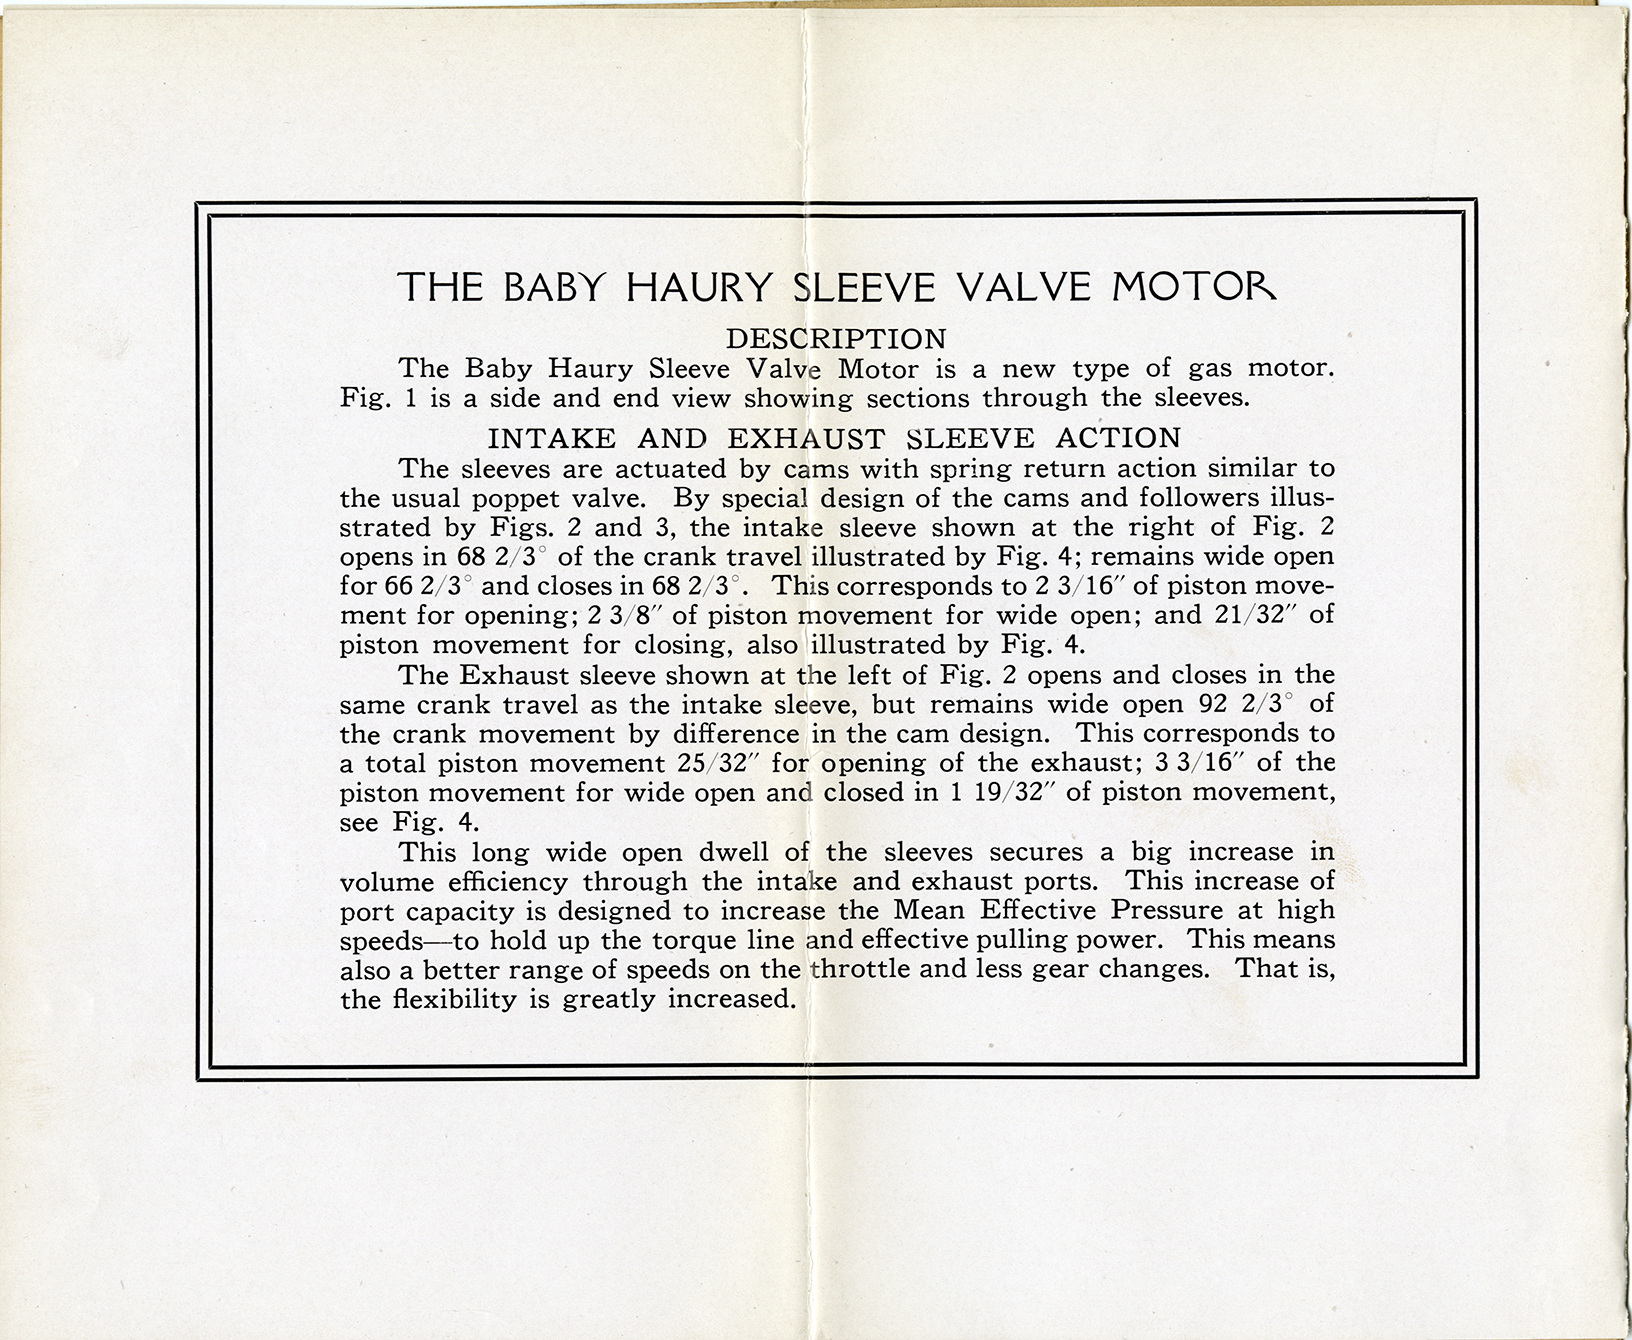 THE BABY HAURY SLEEVE VALVE MOTOR
DESCRIPTION
The Baby Haury Sleeve Valve Motor is a new type of gas motor.
Fig. 1 is a side and end view showing sections through the sleeves.
INTAKE AND EXHAUST SLEEVE ACTION
The sleeves are actuated by cams with spring return action similar to
the usual poppet valve. By special design of the cams and followers illus-
strated by Figs. 2 and 3, the intake sleeve shown at the right of Fig. 2
opens in 68 2/3° of the crank travel illustrated by Fig. 4; remains wide open
for 66 2/3° and closes in 68 2/3°. This corresponds to 2 3/16″ of piston move-
ment for opening; 2 3/8″ of piston movement for wide open; and 21/32″ of
piston movement for closing, also illustrated by Fig. 4.
The Exhaust sleeve shown at the left of Fig. 2 opens and closes in the
same crank travel as the intake sleeve, but remains wide open 92 2/3° of
the crank movement by difference in the cam design. This corresponds to
a total piston movement 25/32″ for opening of the exhaust; 3 3/16″ of the
piston movement for wide open and closed in 1 19/32″ of piston movement,
see Fig. 4.
This long wide open dwell of the sleeves secures a big increase in
volume efficiency through the intake and exhaust ports. This increase of
port capacity is designed to increase the Mean Effective Pressure at high
speeds—to hold up the torque line and effective pulling power. This means
also a better range of speeds on the throttle and less gear changes. That is,
the flexibility is greatly increased.